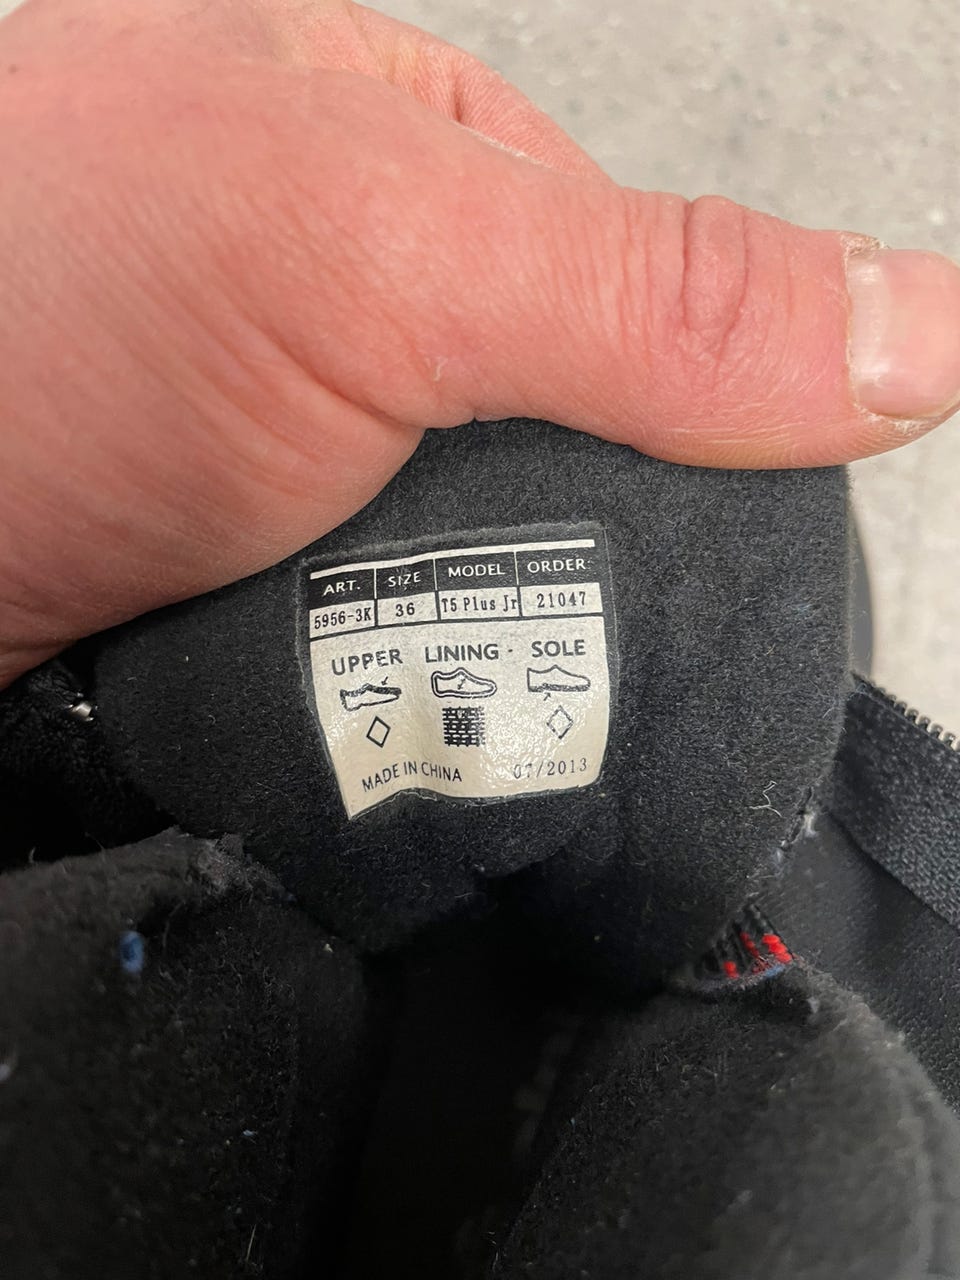 ART. SIZE MODEL ORDER
5956-3K 36 T5 Plus Jr 21047
UPPER LINING SOLE
MADE IN CHINA 07/2013